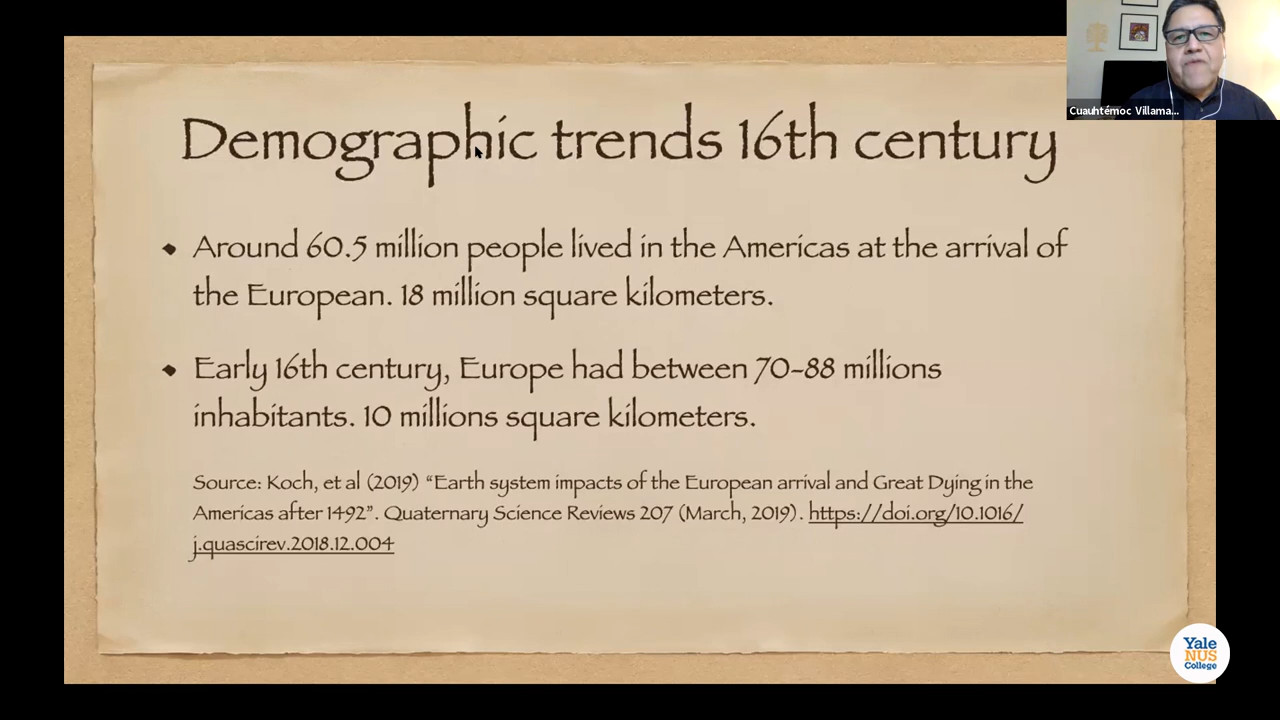 Cuauhtémoc Villama...
Demographic trends 16th century
Around 60.5 million people lived in the Americas at the arrival of
the European. 18 million square kilometers.
Early 16th century, Europe had between 70-88 millions
inhabitants. 10 millions square kilometers.
Source: Koch, et al (2019) “Earth system impacts of the European arrival and Great Dying in the
Americas after 1492”. Quaternary Science Reviews 207 (March, 2019). https://doi.org/10.1016/
j.quascirev.2018.12.004
Yale
NUS
College